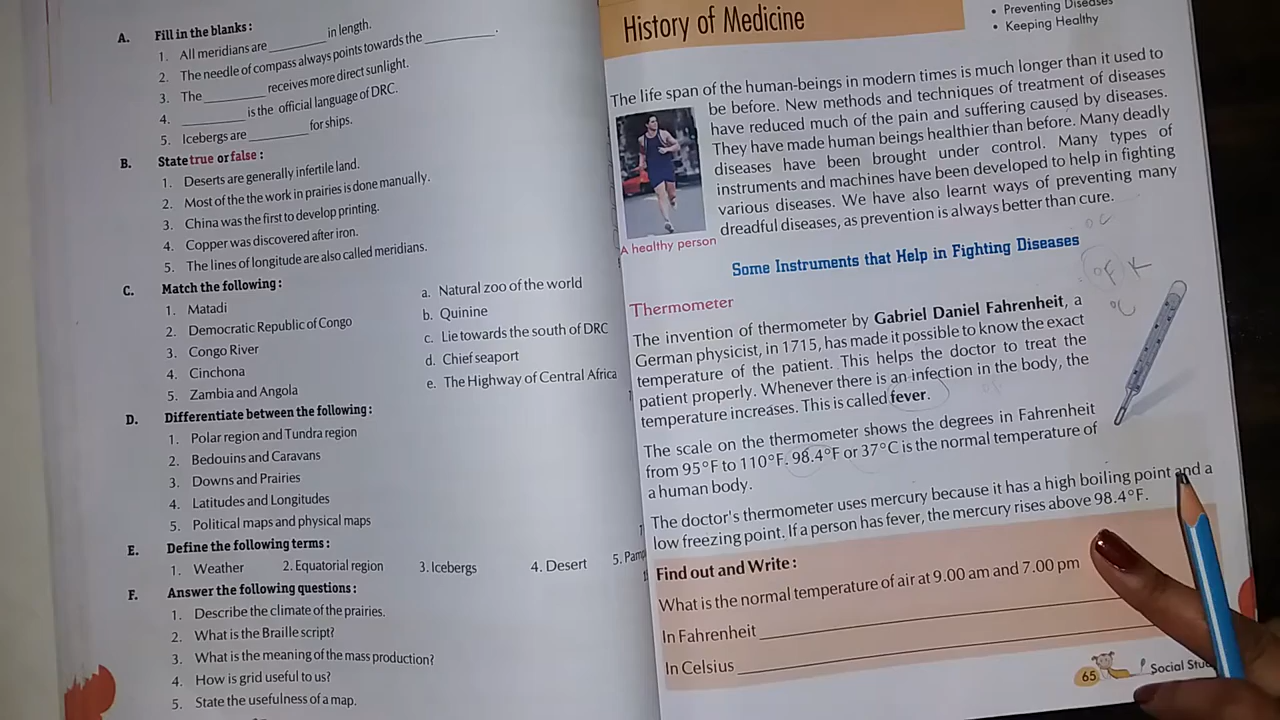 A. Fill in the blanks :
1. All meridians are ________ in length.
2. The needle of compass always points towards the __________.
3. The _________ receives more direct sunlight.
4. _________ is the official language of DRC.
5. Icebergs are _________ for ships.
B. State true or false :
1. Deserts are generally infertile land.
2. Most of the the work in prairies is done manually.
3. China was the first to develop printing.
4. Copper was discovered after iron.
5. The lines of longitude are also called meridians.
C. Match the following :
1. Matadi a. Natural zoo of the world
2. Democratic Republic of Congo b. Quinine
3. Congo River c. Lie towards the south of DRC
4. Cinchona d. Chief seaport
5. Zambia and Angola e. The Highway of Central Africa
D. Differentiate between the following :
1. Polar region and Tundra region
2. Bedouins and Caravans
3. Downs and Prairies
4. Latitudes and Longitudes
5. Political maps and physical maps
E. Define the following terms :
1. Weather 2. Equatorial region 3. Icebergs 4. Desert 5.
F. Answer the following questions :
1. Describe the climate of the prairies.
2. What is the Braille script?
3. What is the meaning of the mass production?
4. How is grid useful to us?
5. State the usefulness of a map.
History of Medicine
• Preventing Diseases
• Keeping Healthy
The life span of the human-beings in modern times is much longer than it used to
be before. New methods and techniques of treatment of diseases
have reduced much of the pain and suffering caused by diseases.
They have made human beings healthier than before. Many deadly
diseases have been brought under control. Many types of
instruments and machines have been developed to help in fighting
various diseases. We have also learnt ways of preventing many
dreadful diseases, as prevention is always better than cure.
A healthy person
°C
Some Instruments that Help in Fighting Diseases
°F K
°C
Thermometer
The invention of thermometer by Gabriel Daniel Fahrenheit, a
German physicist, in 1715, has made it possible to know the exact
temperature of the patient. This helps the doctor to treat the
patient properly. Whenever there is an infection in the body, the
temperature increases. This is called fever.
The scale on the thermometer shows the degrees in Fahrenheit
from 95°F to 110°F. 98.4°F or 37°C is the normal temperature of
a human body.
The doctor's thermometer uses mercury because it has a high boiling point and a
low freezing point. If a person has fever, the mercury rises above 98.4°F.
Find out and Write :
What is the normal temperature of air at 9.00 am and 7.00 pm
In Fahrenheit
In Celsius
65 Social